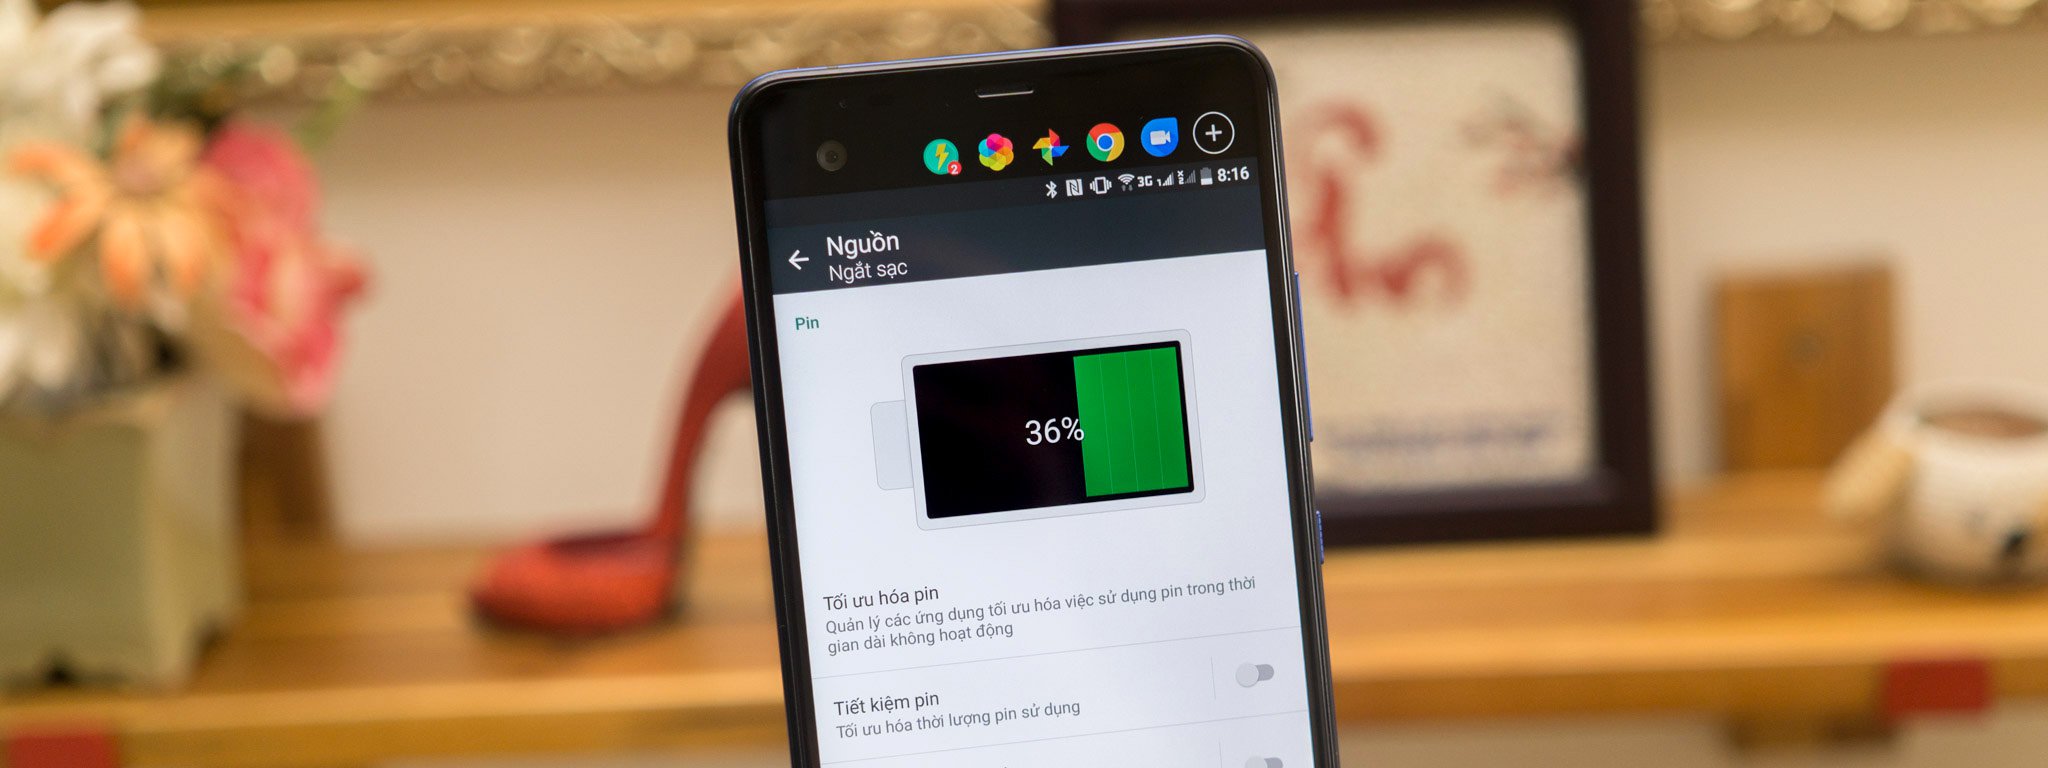 2
3G
8:16
Nguồn
Ngắt sạc
Pin
36%
Tối ưu hóa pin
Quản lý các ứng dụng tối ưu hóa việc sử dụng pin trong thời
gian dài không hoạt động
Tiết kiệm pin
Tối ưu hóa thời lượng pin sử dụng